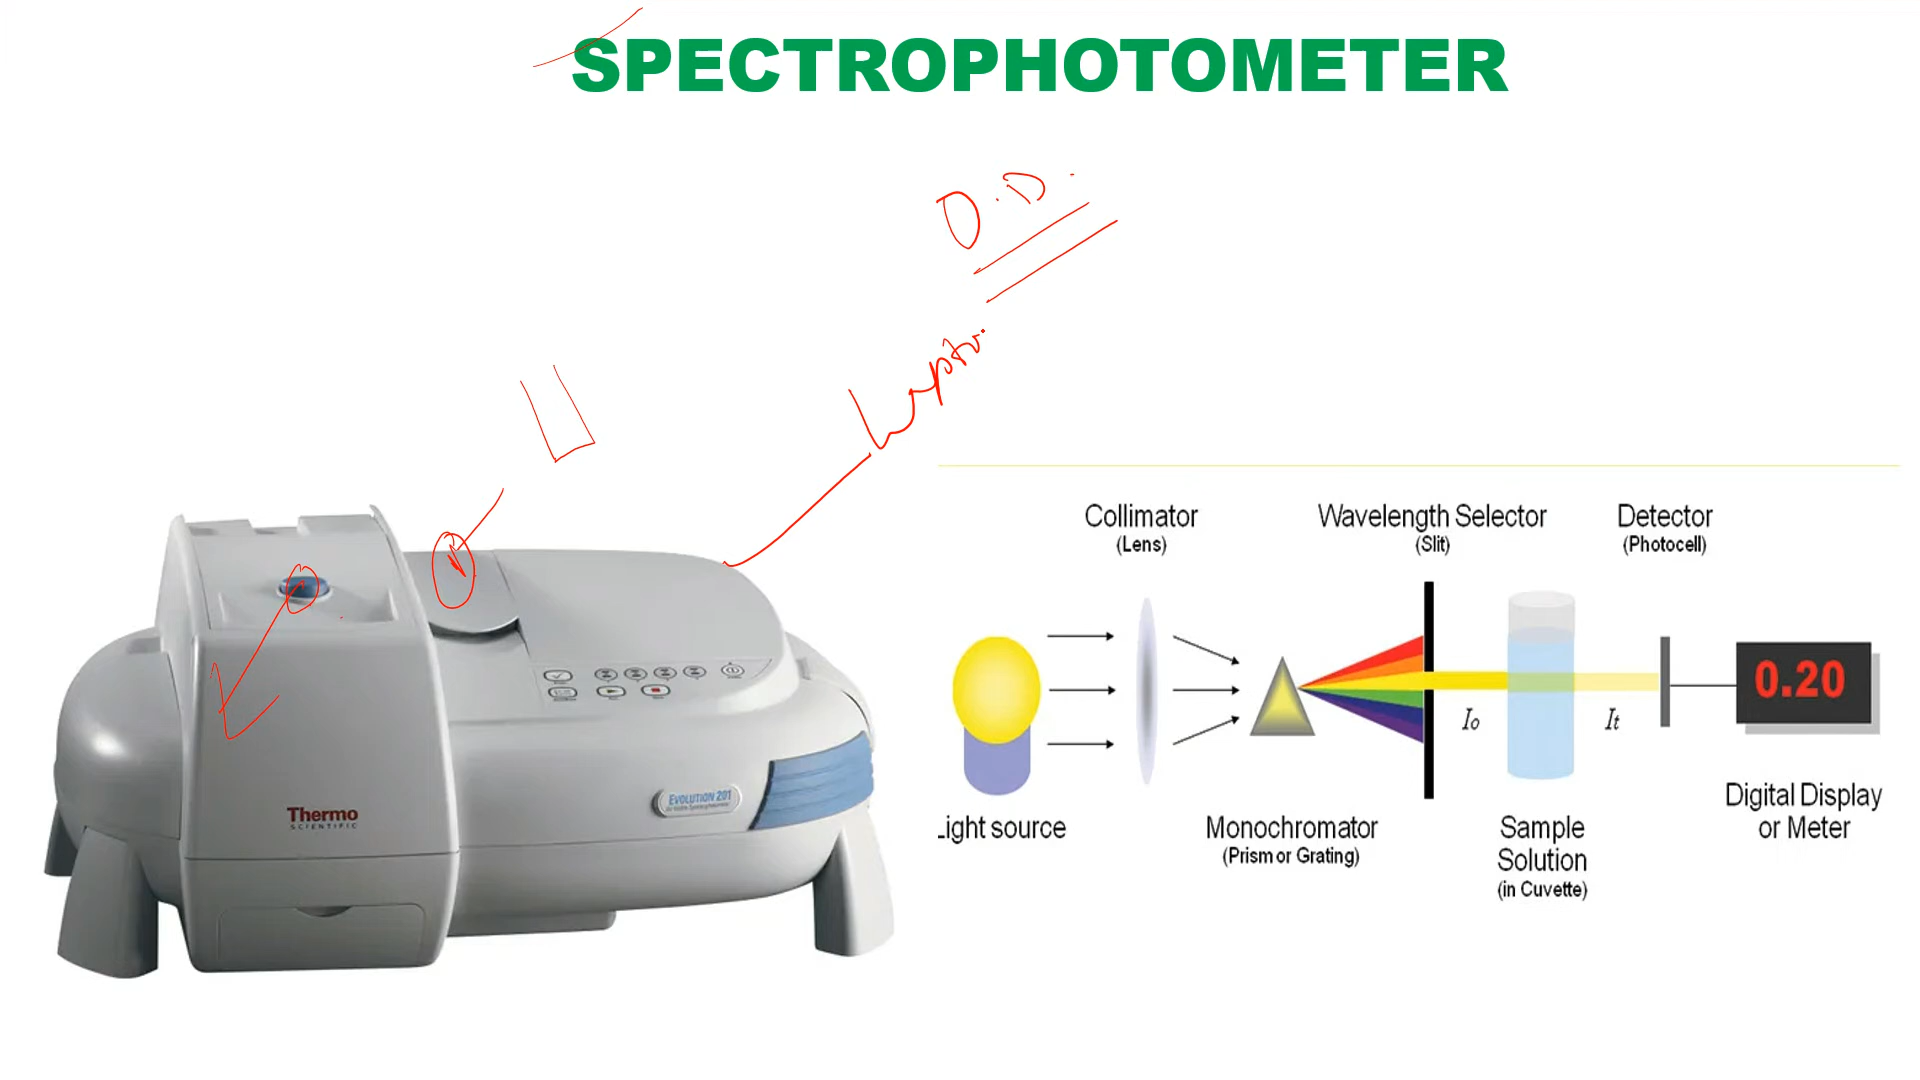 SPECTROPHOTOMETER
O.D.
Collimator
(Lens)
Wavelength Selector
(Slit)
Detector
(Photocell)
0.20
Io
It
Thermo
SCIENTIFIC
EVOLUTION 201
Light source
Monochromator
(Prism or Grating)
Sample
Solution
(in Cuvette)
Digital Display
or Meter